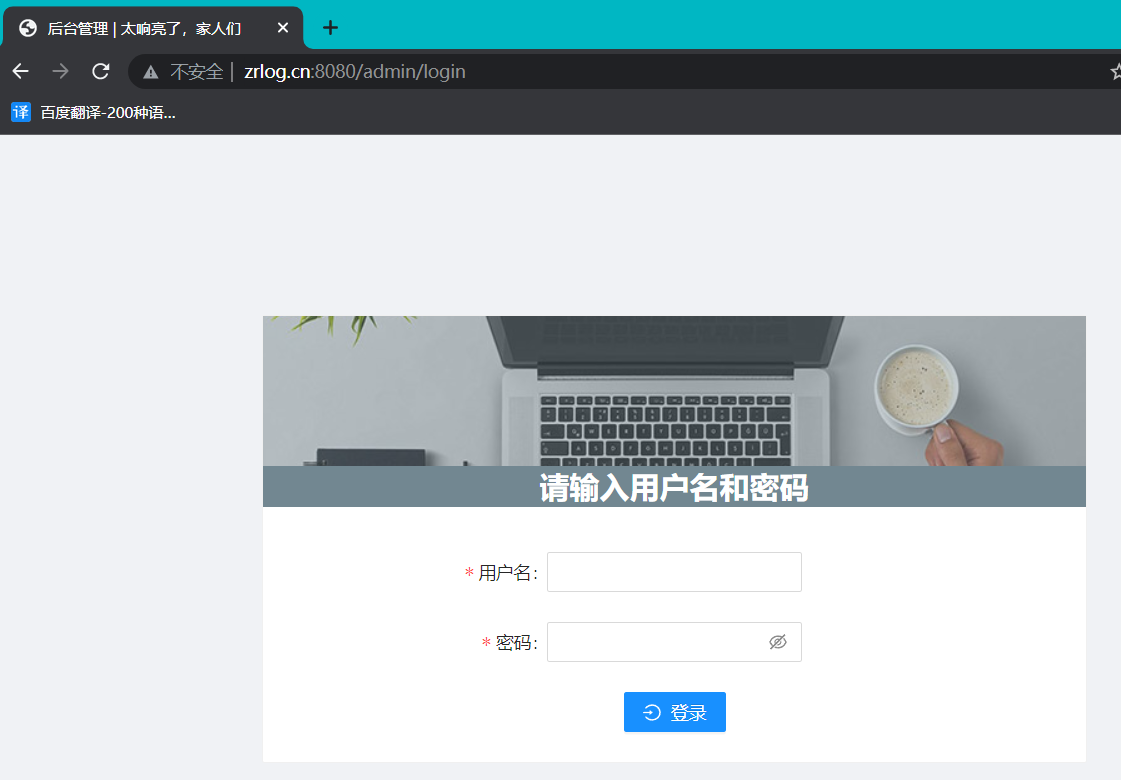 后台管理 | 太响亮了，家人们
不安全 | zrlog.cn:8080/admin/login
译 百度翻译-200种语...
请输入用户名和密码
* 用户名:
* 密码:
登录